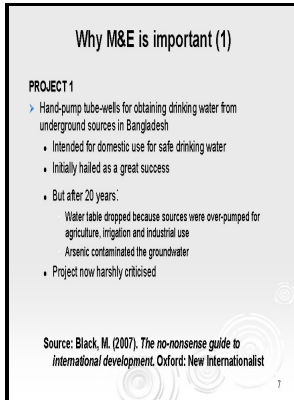 Why M&E is important (1)
PROJECT 1
➢ Hand-pump tube-wells for obtaining drinking water from
underground sources in Bangladesh
• Intended for domestic use for safe drinking water
• Initially hailed as a great success
• But after 20 years:
Water table dropped because sources were over-pumped for
agriculture, irrigation and industrial use
Arsenic contaminated the groundwater
• Project now harshly criticised
Source: Black, M. (2007). The no-nonsense guide to
international development. Oxford: New Internationalist
7